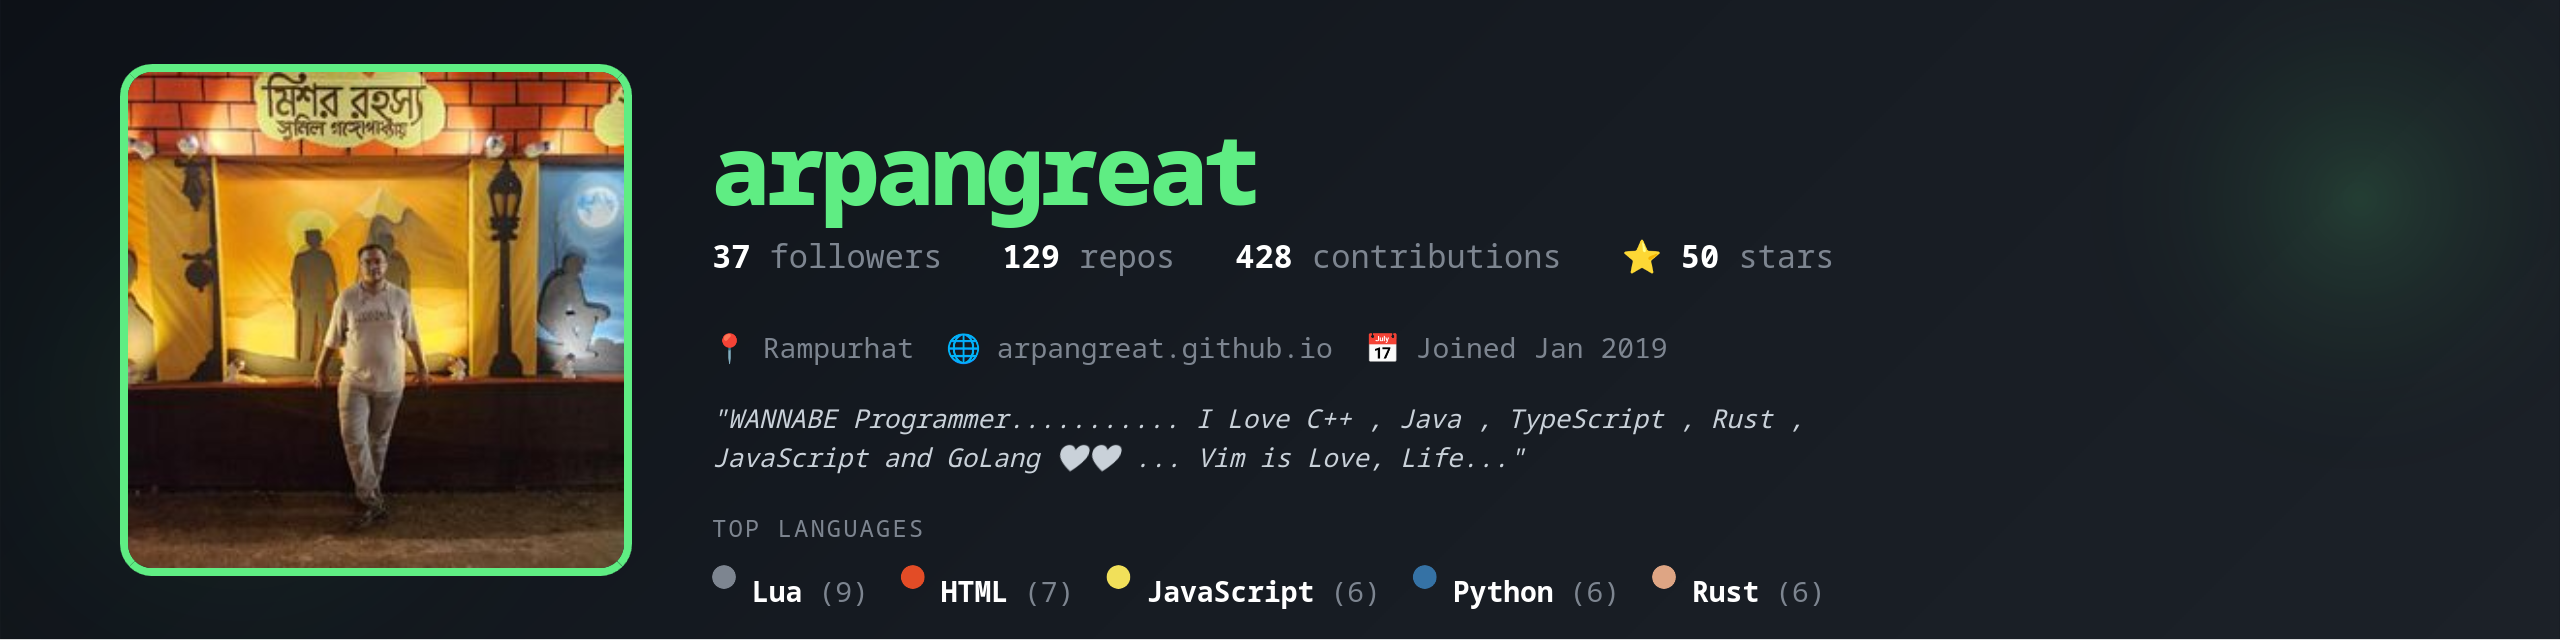 মিশর রহস্য
সুনিল গঙ্গোপাধ্যায়
arpangreat
37 followers 129 repos 428 contributions ⭐ 50 stars
📍 Rampurhat 🌐 arpangreat.github.io 📅 Joined Jan 2019
"WANNABE Programmer........... I Love C++ , Java , TypeScript , Rust ,
JavaScript and GoLang 🤍🤍 ... Vim is Love, Life..."
TOP LANGUAGES
Lua (9) HTML (7) JavaScript (6) Python (6) Rust (6)